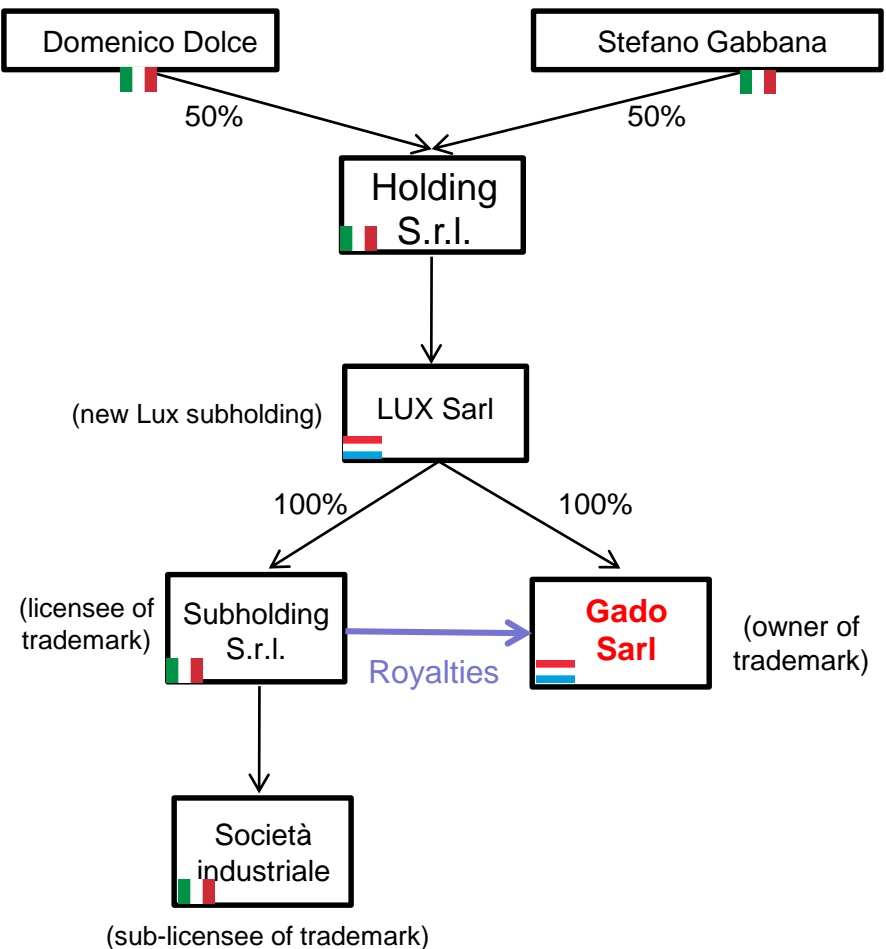 Domenico Dolce
Stefano Gabbana
50%
50%
Holding
S.r.l.
(new Lux subholding)
LUX Sarl
100%
100%
(licensee of
trademark)
Subholding
S.r.l.
Royalties
Gado
Sarl
(owner of
trademark)
Società
industriale
(sub-licensee of trademark)